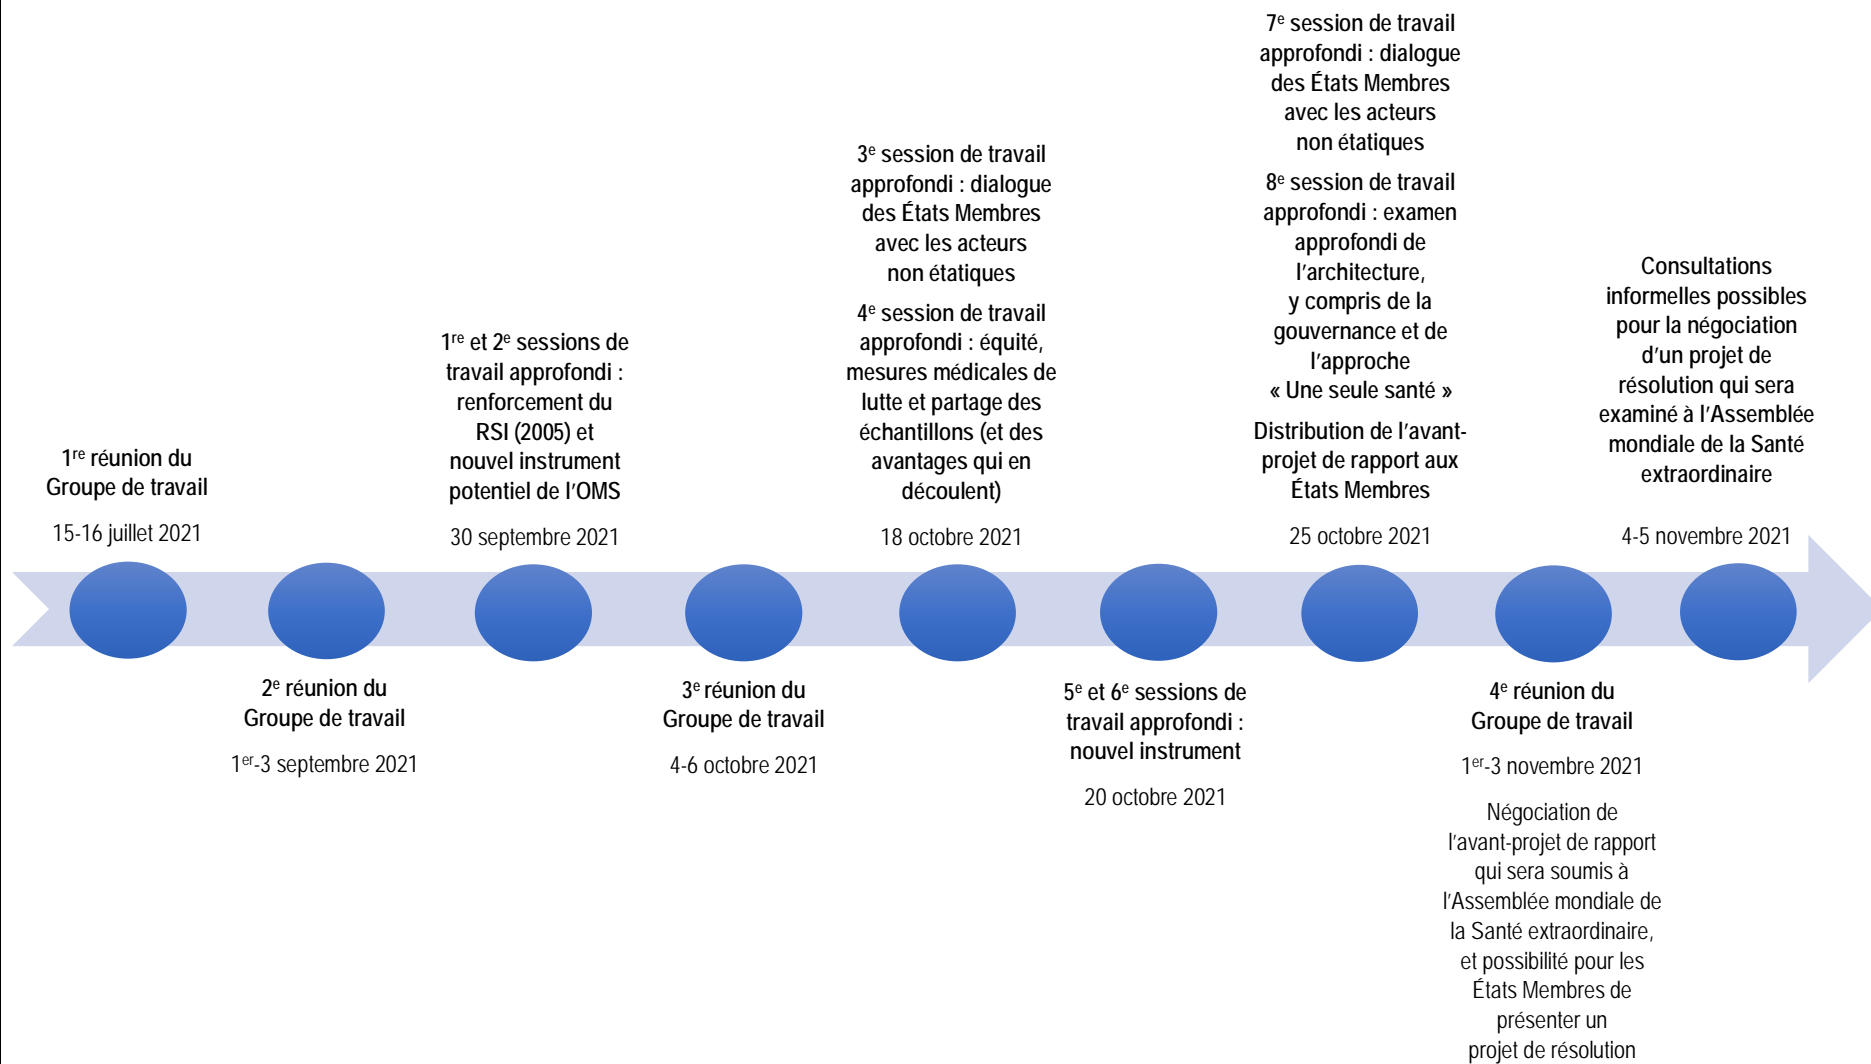 1re réunion du
Groupe de travail
15-16 juillet 2021
2e réunion du
Groupe de travail
1er-3 septembre 2021
1re et 2e sessions de
travail approfondi :
renforcement du
RSI (2005) et
nouvel instrument
potentiel de l’OMS
30 septembre 2021
3e réunion du
Groupe de travail
4-6 octobre 2021
3e session de travail
approfondi : dialogue
des États Membres
avec les acteurs
non étatiques
4e session de travail
approfondi : équité,
mesures médicales de
lutte et partage des
échantillons (et des
avantages qui en
découlent)
18 octobre 2021
5e et 6e sessions de
travail approfondi :
nouvel instrument
20 octobre 2021
7e session de travail
approfondi : dialogue
des États Membres
avec les acteurs
non étatiques
8e session de travail
approfondi : examen
approfondi de
l’architecture,
y compris de la
gouvernance et de
l’approche
« Une seule santé »
Distribution de l’avant-
projet de rapport aux
États Membres
25 octobre 2021
4e réunion du
Groupe de travail
1er-3 novembre 2021
Négociation de
l’avant-projet de rapport
qui sera soumis à
l’Assemblée mondiale de
la Santé extraordinaire,
et possibilité pour les
États Membres de
présenter un
projet de résolution
Consultations
informelles possibles
pour la négociation
d’un projet de
résolution qui sera
examiné à l’Assemblée
mondiale de la Santé
extraordinaire
4-5 novembre 2021